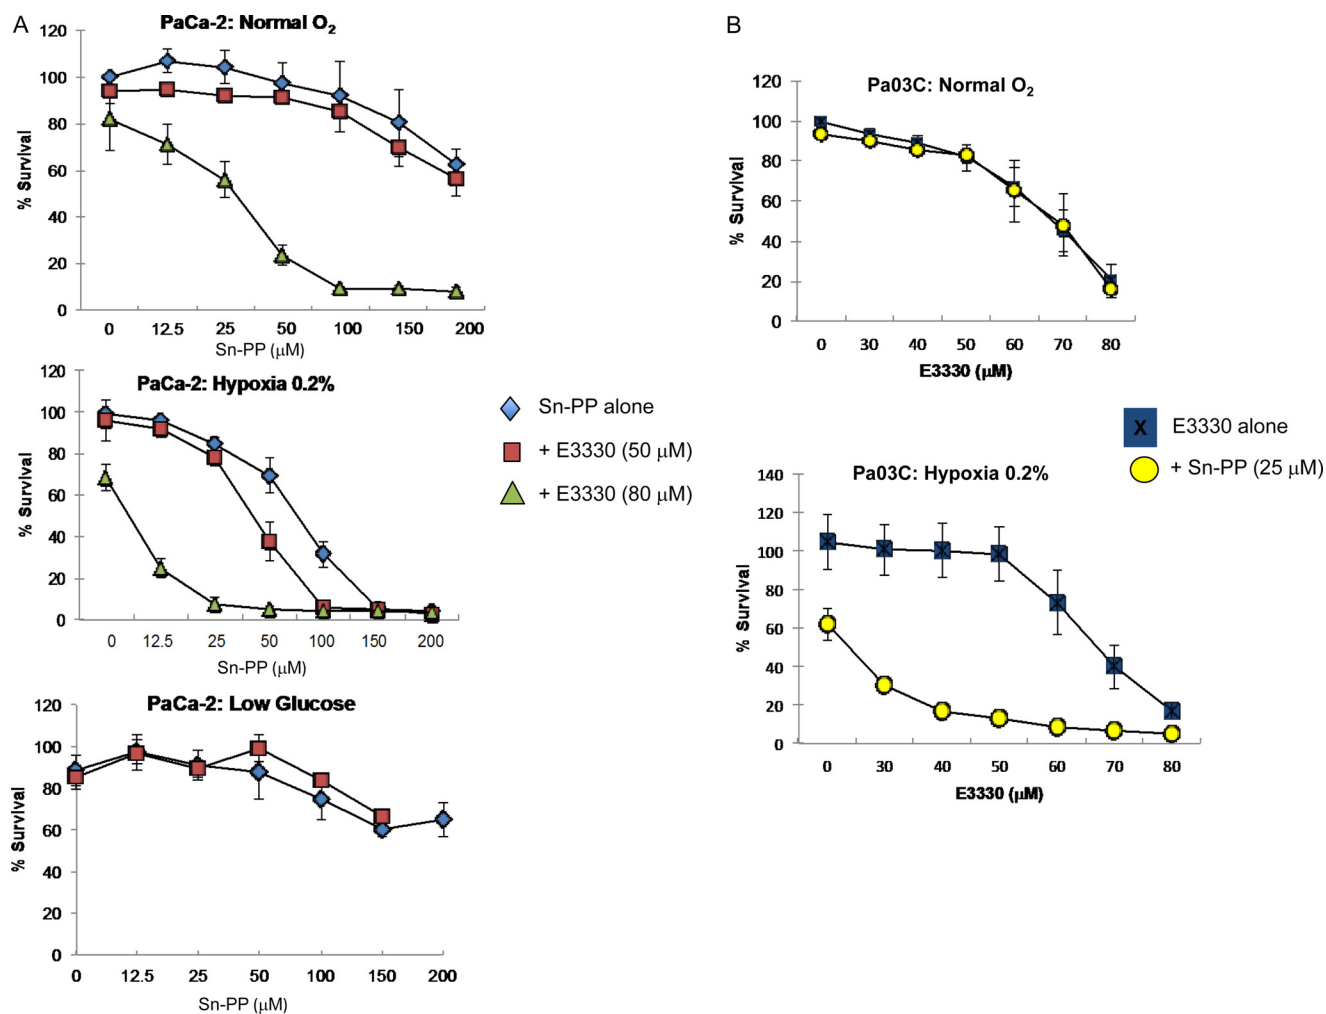 A
PaCa-2: Normal O2
% Survival
120
100
80
60
40
20
0
0 12.5 25 50 100 150 200
Sn-PP (μM)
PaCa-2: Hypoxia 0.2%
% Survival
120
100
80
60
40
20
0
0 12.5 25 50 100 150 200
Sn-PP (μM)
PaCa-2: Low Glucose
% Survival
120
100
80
60
40
20
0
0 12.5 25 50 100 150 200
Sn-PP (μM)
Sn-PP alone
+ E3330 (50 μM)
+ E3330 (80 μM)
B
Pa03C: Normal O2
% Survival
120
100
80
60
40
20
0
0 30 40 50 60 70 80
E3330 (μM)
X E3330 alone
+ Sn-PP (25 μM)
Pa03C: Hypoxia 0.2%
% Survival
140
120
100
80
60
40
20
0
0 30 40 50 60 70 80
E3330 (μM)